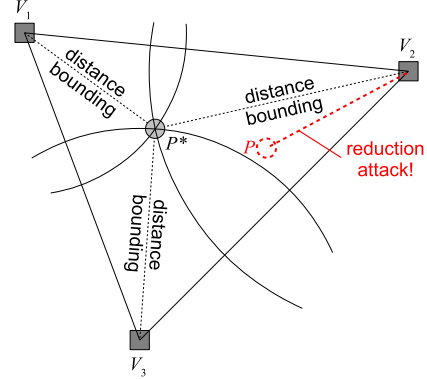 V1
V2
distance
bounding
distance
bounding
P*
P
reduction
attack!
distance
bounding
V3